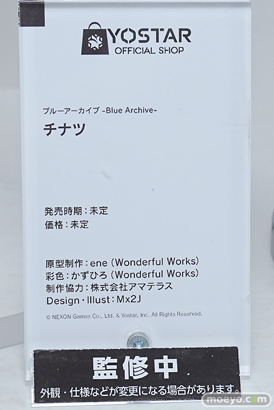 YOSTAR
OFFICIAL SHOP
ブルーアーカイブ -Blue Archive-
チナツ
発売時期：未定
価格：未定
原型制作：ene (Wonderful Works)
彩色：かずひろ (Wonderful Works)
制作協力：株式会社アマテラス
Design・Illust：Mx2J
© NEXON Games Co., Ltd. & Yostar, Inc. All Rights Reserved.
監修中
外観・仕様などが変更になる場合があります。
moeyo.com